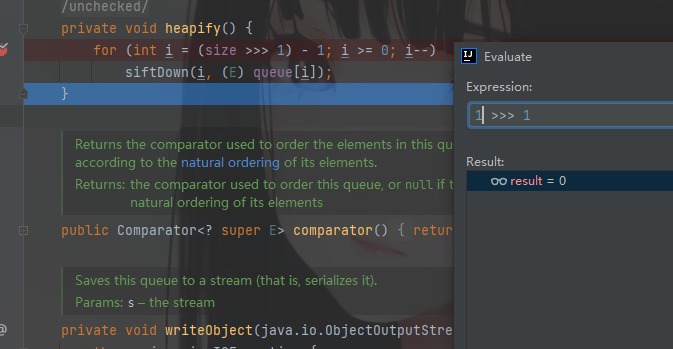 /unchecked/
private void heapify() {
for (int i = (size >>> 1) - 1; i >= 0; i--)
siftDown(i, (E) queue[i]);
}
Returns the comparator used to order the elements in this qu
according to the natural ordering of its elements.
Returns: the comparator used to order this queue, or null if t
natural ordering of its elements
public Comparator<? super E> comparator() { retur
Saves this queue to a stream (that is, serializes it).
Params: s – the stream
private void writeObject(java.io.ObjectOutputStre
@
Evaluate
Expression:
1 >>> 1
Result:
result = 0